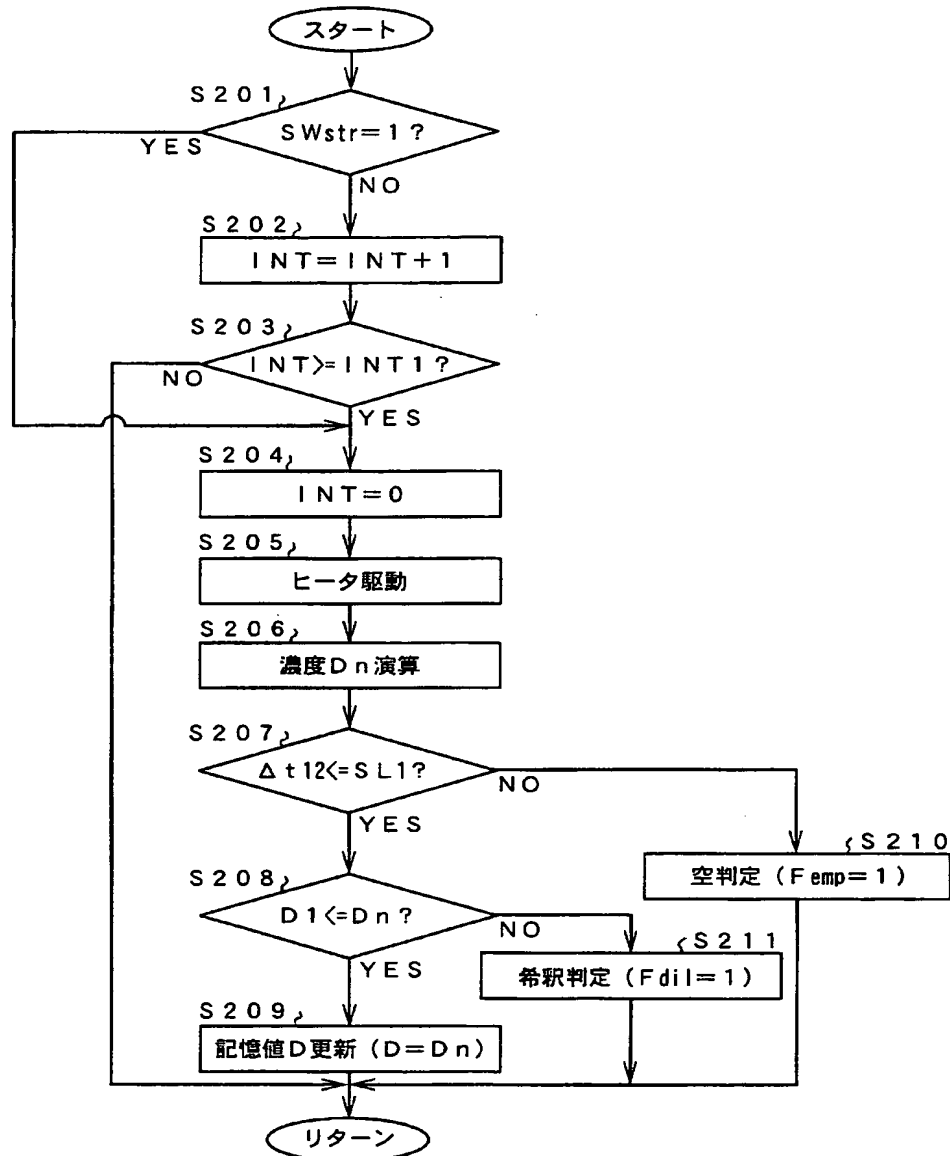 スタート
S201
SWstr=1?
YES
NO
S202
INT=INT+1
S203
INT>=INT1?
NO
YES
S204
INT=0
S205
ヒータ駆動
S206
濃度Dn演算
S207
Δt12<=SL1?
NO
YES
S210
空判定(Femp=1)
S208
D1<=Dn?
NO
YES
S211
希釈判定(Fdil=1)
S209
記憶値D更新(D=Dn)
リターン